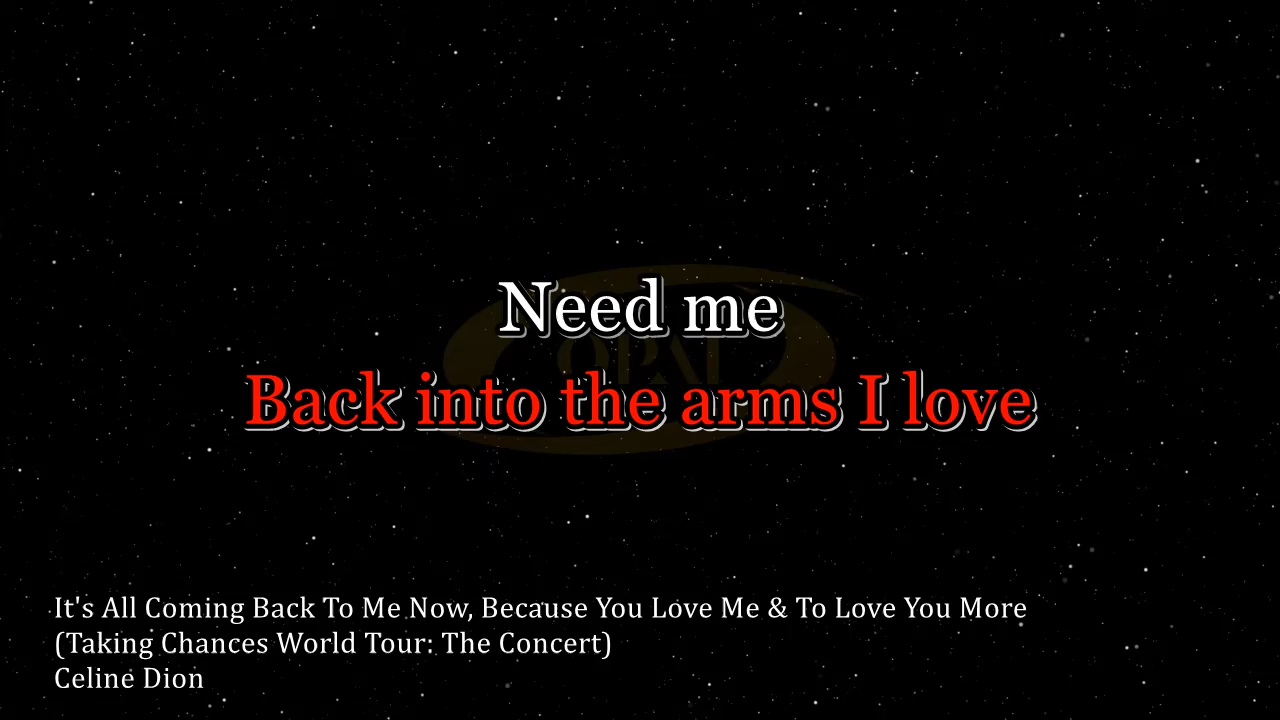 OPAL
Need me
Back into the arms I love
It's All Coming Back To Me Now, Because You Love Me & To Love You More
(Taking Chances World Tour: The Concert)
Celine Dion